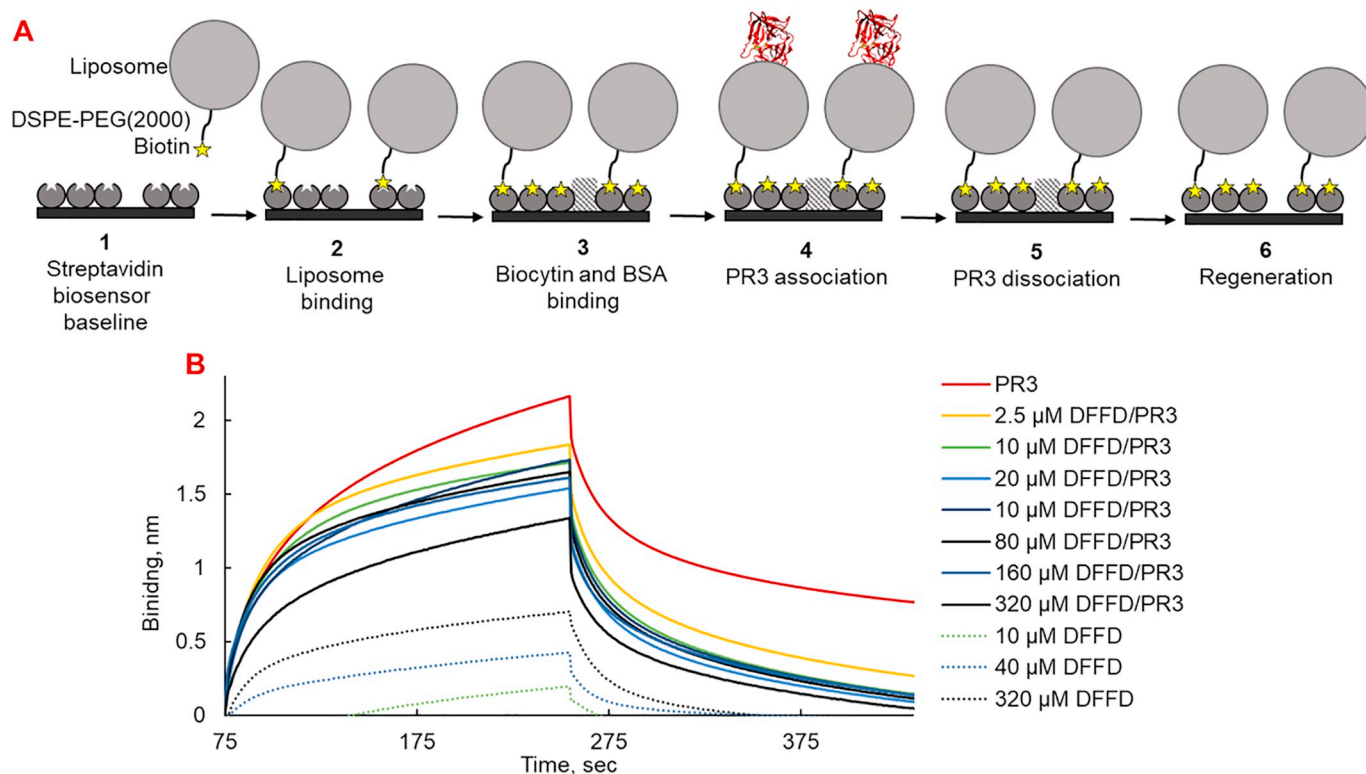 A
Liposome
DSPE-PEG(2000)
Biotin
1
Streptavidin
biosensor
baseline
2
Liposome
binding
3
Biocytin and BSA
binding
4
PR3 association
5
PR3 dissociation
6
Regeneration
B
Binidng, nm
2
1.5
1
0.5
0
75
175
275
375
Time, sec
PR3
2.5 µM DFFD/PR3
10 µM DFFD/PR3
20 µM DFFD/PR3
10 µM DFFD/PR3
80 µM DFFD/PR3
160 µM DFFD/PR3
320 µM DFFD/PR3
10 µM DFFD
40 µM DFFD
320 µM DFFD